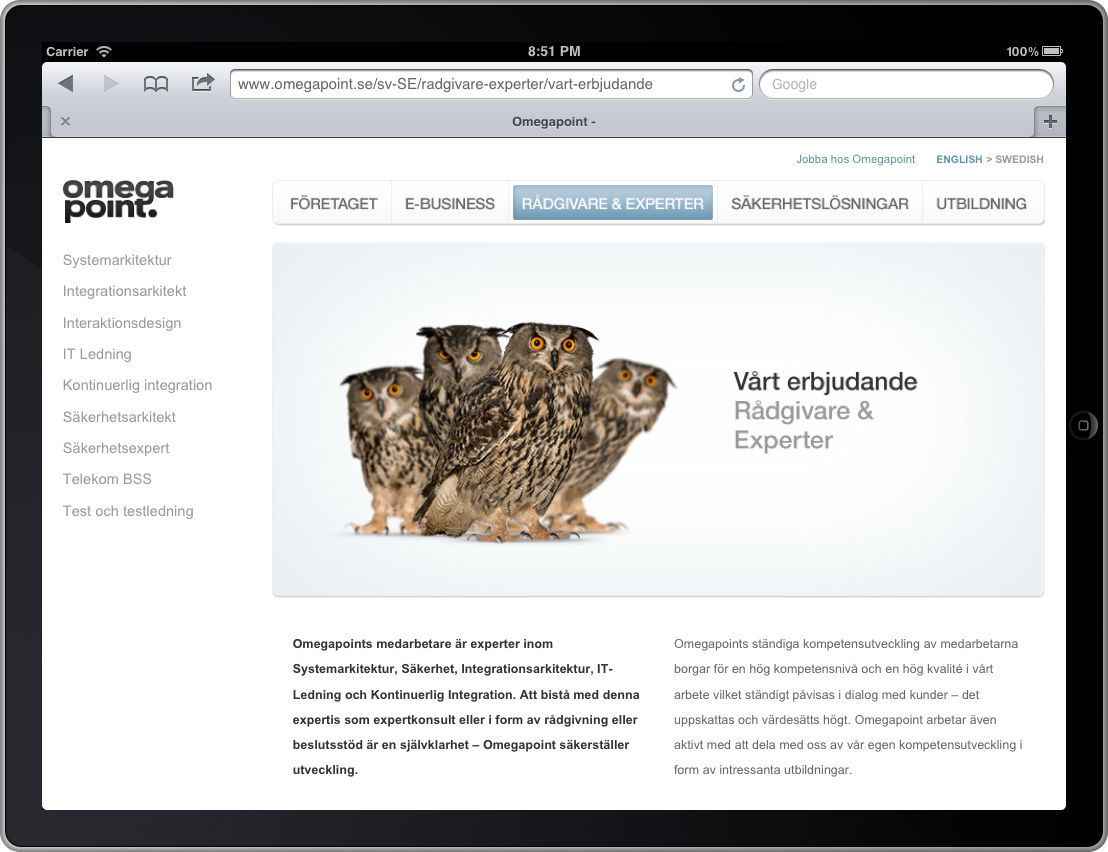 Carrier
8:51 PM
100%
www.omegapoint.se/sv-SE/radgivare-experter/vart-erbjudande
Google
Omegapoint -
Jobba hos Omegapoint
ENGLISH > SWEDISH
omega
point.
FÖRETAGET
E-BUSINESS
RÅDGIVARE & EXPERTER
SÄKERHETSLÖSNINGAR
UTBILDNING
Systemarkitektur
Integrationsarkitekt
Interaktionsdesign
IT Ledning
Kontinuerlig integration
Säkerhetsarkitekt
Säkerhetsexpert
Telekom BSS
Test och testledning
Vårt erbjudande
Rådgivare &
Experter
Omegapoints medarbetare är experter inom
Systemarkitektur, Säkerhet, Integrationsarkitektur, IT-
Ledning och Kontinuerlig Integration. Att bistå med denna
expertis som expertkonsult eller i form av rådgivning eller
beslutsstöd är en självklarhet – Omegapoint säkerställer
utveckling.
Omegapoints ständiga kompetensutveckling av medarbetarna
borgar för en hög kompetensnivå och en hög kvalité i vårt
arbete vilket ständigt påvisas i dialog med kunder – det
uppskattas och värdesätts högt. Omegapoint arbetar även
aktivt med att dela med oss av vår egen kompetensutveckling i
form av intressanta utbildningar.